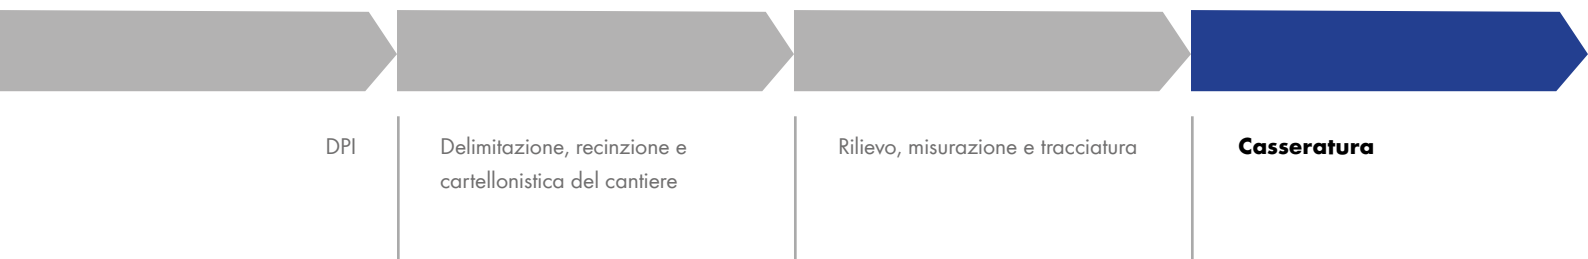 DPI
Delimitazione, recinzione e
cartellonistica del cantiere
Rilievo, misurazione e tracciatura
Casseratura